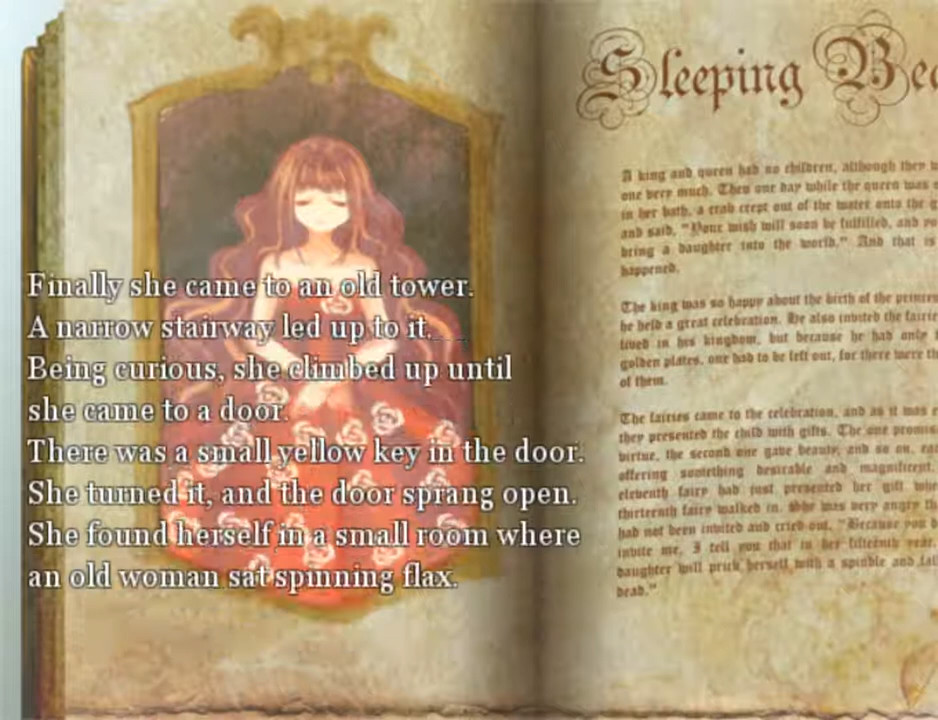 Finally she came to an old tower.
A narrow stairway led up to it.
Being curious, she climbed up until
she came to a door.
There was a small yellow key in the door.
She turned it, and the door sprang open.
She found herself in a small room where
an old woman sat spinning flax.
Sleeping Bea
A king and queen had no children, although they w
one very much. Then one day while the queen was
in her bath, a crab crept out of the water onto the g
and said, "Your wish will soon be fulfilled, and yo
bring a daughter into the world." And that is
happened.
The king was so happy about the birth of the princes
he held a great celebration. He also invited the fairie
lived in his kingdom, but because he had only t
golden plates, one had to be left out, for there were th
of them.
The fairies came to the celebration, and as it was e
they presented the child with gifts. The one promis
virtue, the second one gave beauty, and so on, eac
offering something desirable and magnificent.
eleventh fairy had just presented her gift whe
thirteenth fairy walked in. She was very angry tha
had not been invited and cried out, "Because you d
invite me, I tell you that in her fifteenth year,
daughter will prick herself with a spindle and fal
dead."